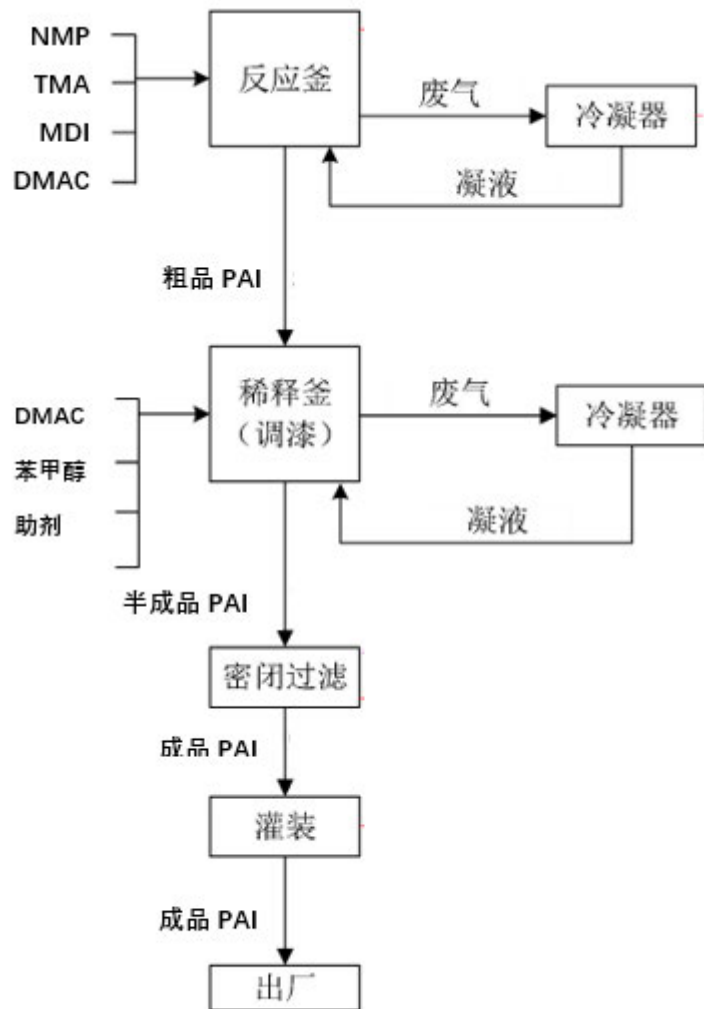 NMP
TMA
MDI
DMAC
反应釜
废气
冷凝器
凝液
粗品 PAI
DMAC
苯甲醇
助剂
稀释釜
（调漆）
废气
冷凝器
凝液
半成品 PAI
密闭过滤
成品 PAI
灌装
成品 PAI
出厂